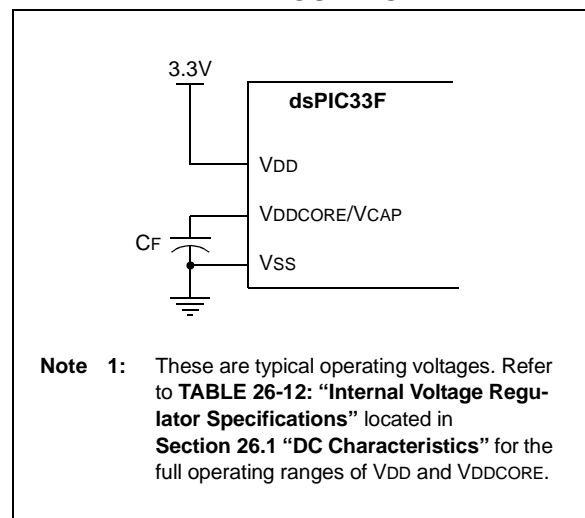 3.3V
dsPIC33F
VDD
VDDCORE/VCAP
CF
VSS
Note 1: These are typical operating voltages. Refer
to TABLE 26-12: “Internal Voltage Regu-
lator Specifications” located in
Section 26.1 “DC Characteristics” for the
full operating ranges of VDD and VDDCORE.